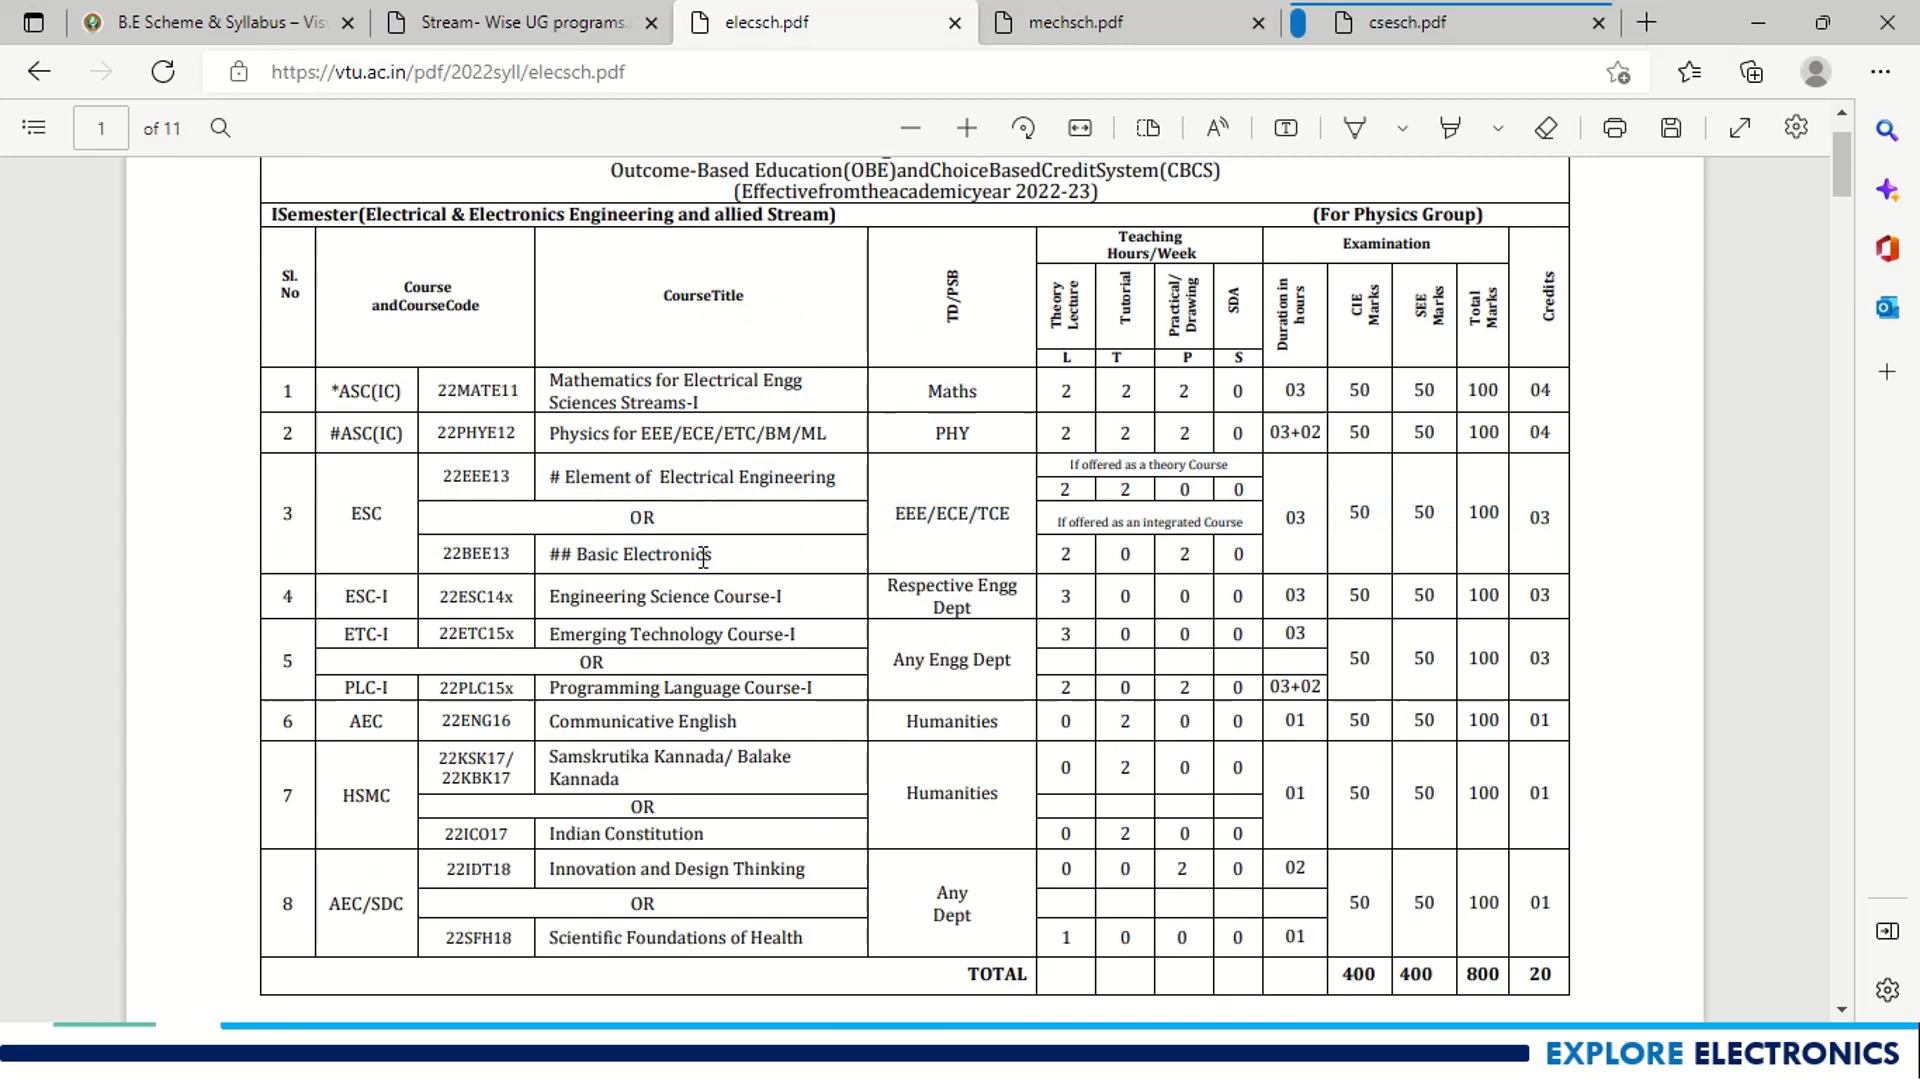 B.E Scheme & Syllabus – Vis
Stream- Wise UG programs.
elecsch.pdf
mechsch.pdf
csesch.pdf
https://vtu.ac.in/pdf/2022syll/elecsch.pdf
1 of 11
Outcome-Based Education(OBE)andChoiceBasedCreditSystem(CBCS)
(Effectivefromtheacademicyear 2022-23)
ISemester(Electrical & Electronics Engineering and allied Stream) (For Physics Group)
Sl. No
Course andCourseCode
CourseTitle
TD/PSB
Teaching Hours/Week
Examination
Credits
Theory Lecture
Tutorial
Practical/ Drawing
SDA
Duration in hours
CIE Marks
SEE Marks
Total Marks
L T P S
1 *ASC(IC) 22MATE11 Mathematics for Electrical Engg Sciences Streams-I Maths 2 2 2 0 03 50 50 100 04
2 #ASC(IC) 22PHYE12 Physics for EEE/ECE/ETC/BM/ML PHY 2 2 2 0 03+02 50 50 100 04
3 ESC 22EEE13 # Element of Electrical Engineering EEE/ECE/TCE If offered as a theory Course
2 2 0 0 03 50 50 100 03
OR
If offered as an integrated Course
22BEE13 ## Basic Electronics 2 0 2 0
4 ESC-I 22ESC14x Engineering Science Course-I Respective Engg Dept 3 0 0 0 03 50 50 100 03
5 ETC-I 22ETC15x Emerging Technology Course-I Any Engg Dept 3 0 0 0 03 50 50 100 03
OR
PLC-I 22PLC15x Programming Language Course-I 2 0 2 0 03+02
6 AEC 22ENG16 Communicative English Humanities 0 2 0 0 01 50 50 100 01
7 HSMC 22KSK17/ 22KBK17 Samskrutika Kannada/ Balake Kannada Humanities 0 2 0 0 01 50 50 100 01
OR
22ICO17 Indian Constitution 0 2 0 0
8 AEC/SDC 22IDT18 Innovation and Design Thinking Any Dept 0 0 2 0 02 50 50 100 01
OR
22SFH18 Scientific Foundations of Health 1 0 0 0 01
TOTAL 400 400 800 20
EXPLORE ELECTRONICS